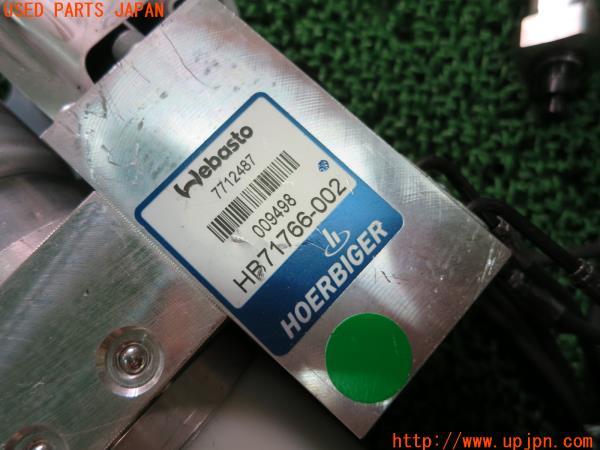 USED PARTS JAPAN
Webasto
7712487
009498
HB71766-002
HOERBIGER
http://www.upjpn.com/